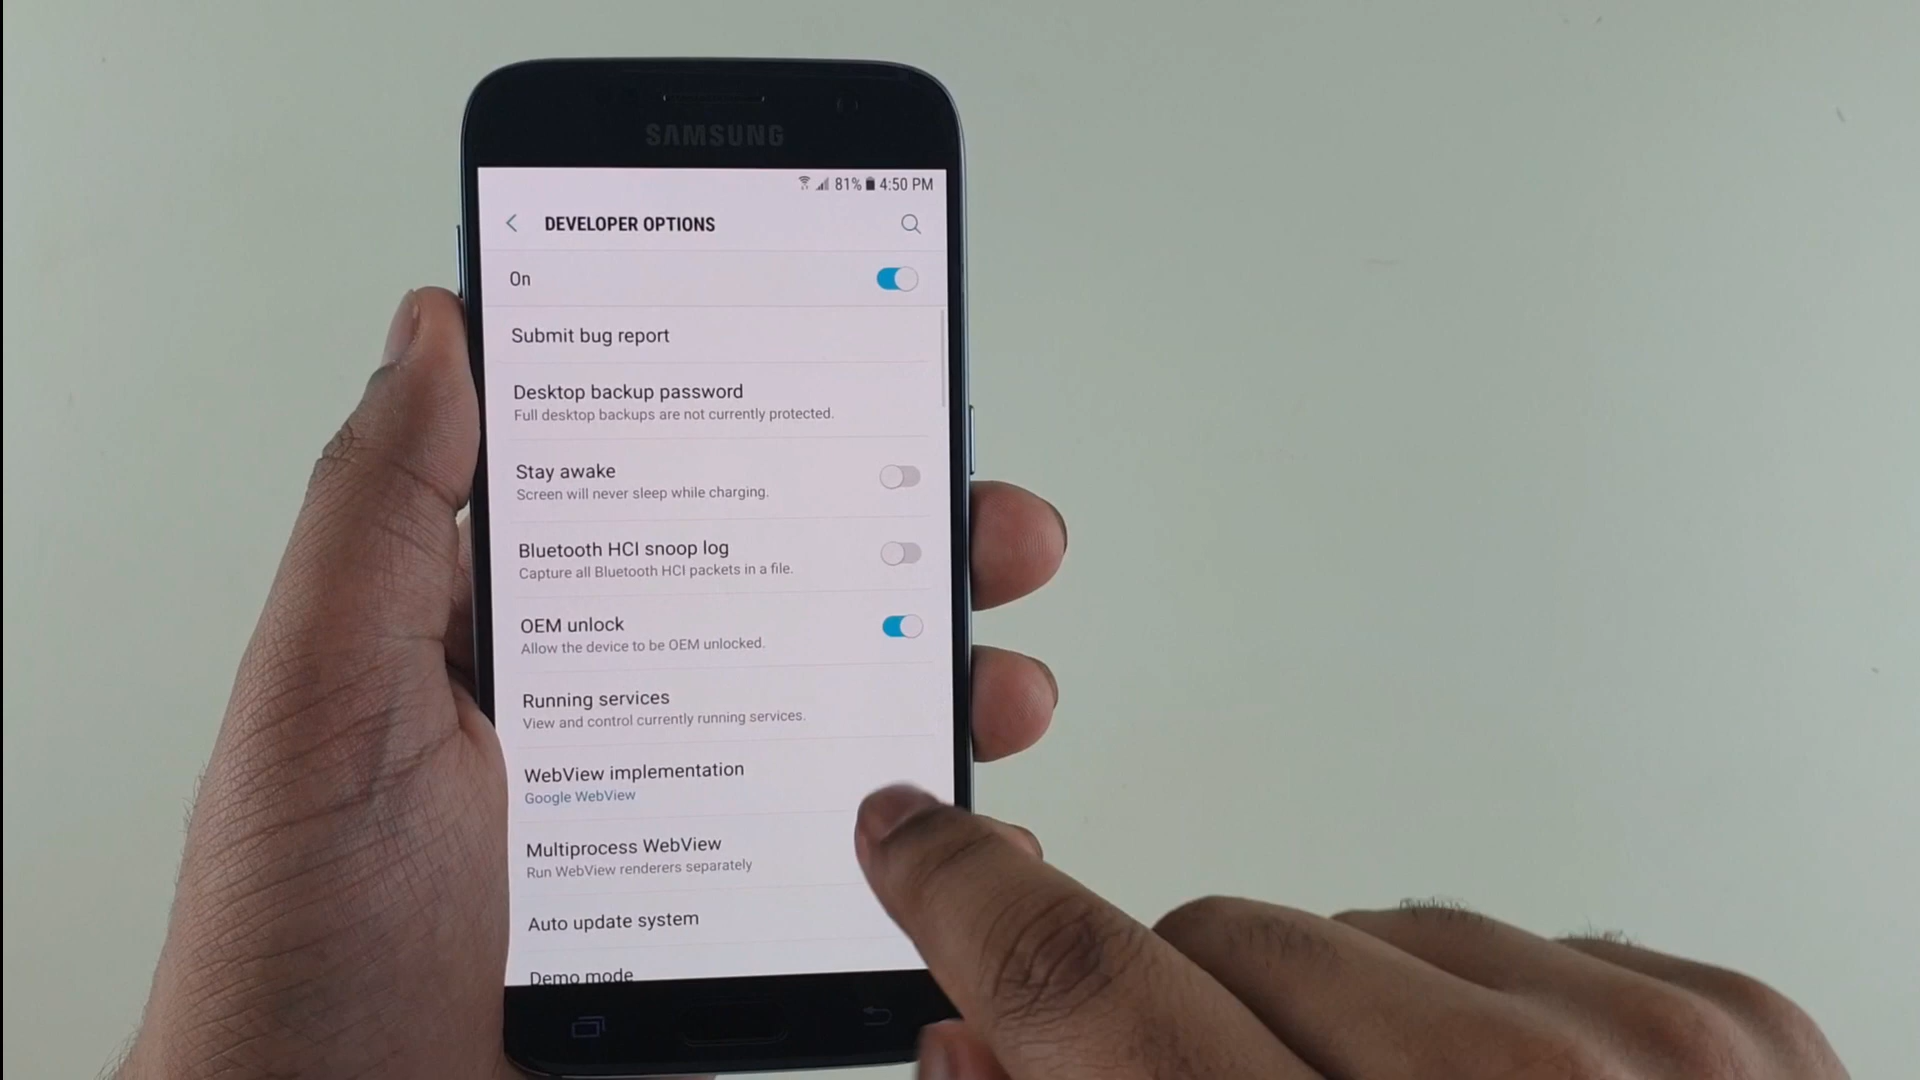 SAMSUNG
81% 4:50 PM
DEVELOPER OPTIONS
On
Submit bug report
Desktop backup password
Full desktop backups are not currently protected.
Stay awake
Screen will never sleep while charging.
Bluetooth HCI snoop log
Capture all Bluetooth HCI packets in a file.
OEM unlock
Allow the device to be OEM unlocked.
Running services
View and control currently running services.
WebView implementation
Google WebView
Multiprocess WebView
Run WebView renderers separately
Auto update system
Demo mode